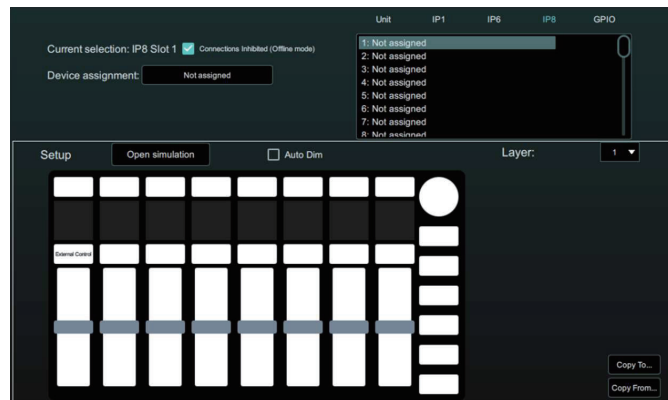 Unit IP1 IP6 IP8 GPIO
Current selection: IP8 Slot 1 Connections Inhibited (Offline mode)
Device assignment: Not assigned
1: Not assigned
2: Not assigned
3: Not assigned
4: Not assigned
5: Not assigned
6: Not assigned
7: Not assigned
8: Not assigned
Setup Open simulation Auto Dim Layer: 1
External Control
Copy To...
Copy From...